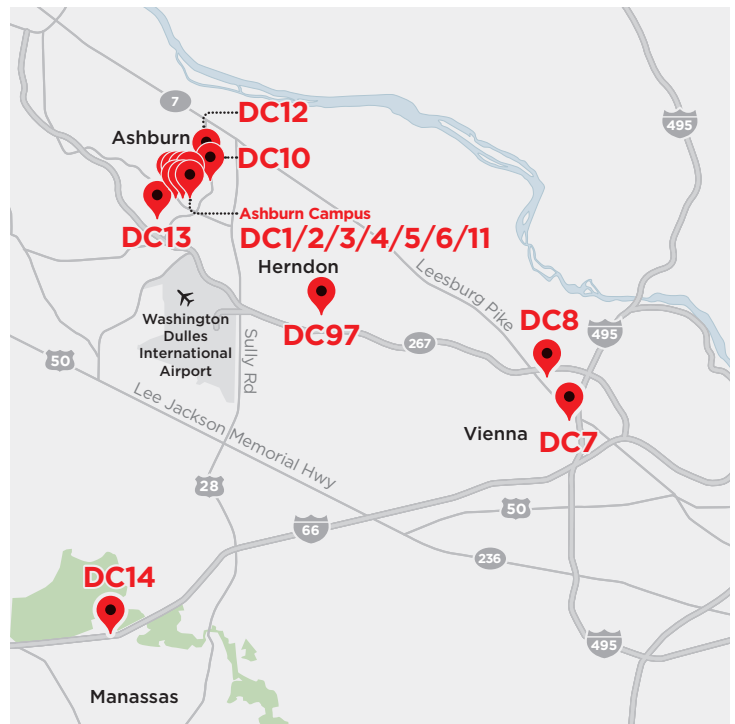 7
DC12
495
Ashburn
DC10
Ashburn Campus
DC1/2/3/4/5/6/11
DC13
Herndon
Washington
Dulles
International
Airport
Leesburg Pike
DC97
Sully Rd
DC8
495
267
50
Lee Jackson Memorial Hwy
Vienna
DC7
28
50
66
236
DC14
495
Manassas